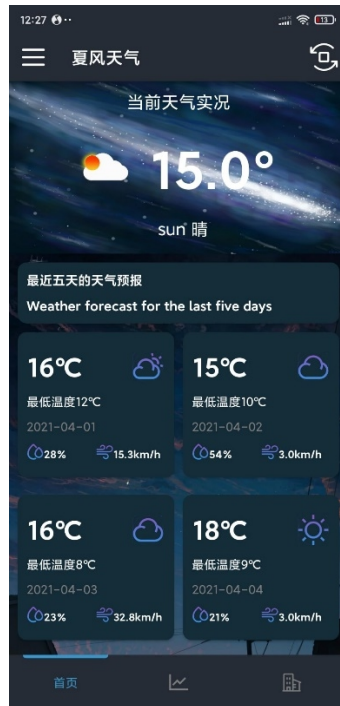 12:27
13
夏风天气
当前天气实况
15.0°
sun 晴
最近五天的天气预报
Weather forecast for the last five days
16℃
最低温度12℃
2021-04-01
28% 15.3km/h
15℃
最低温度10℃
2021-04-02
54% 3.0km/h
16℃
最低温度8℃
2021-04-03
23% 32.8km/h
18℃
最低温度9℃
2021-04-04
21% 3.0km/h
首页